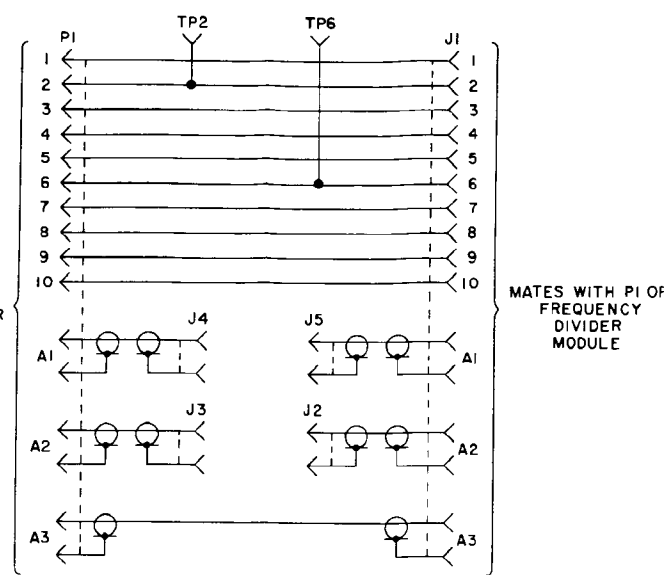 TP2 TP6
P1 J1
1 1
2 2
3 3
4 4
5 5
6 6
7 7
8 8
9 9
10 10
R
MATES WITH P1 OF
FREQUENCY
DIVIDER
MODULE
J4 J5
A1 A1
J3 J2
A2 A2
A3 A3